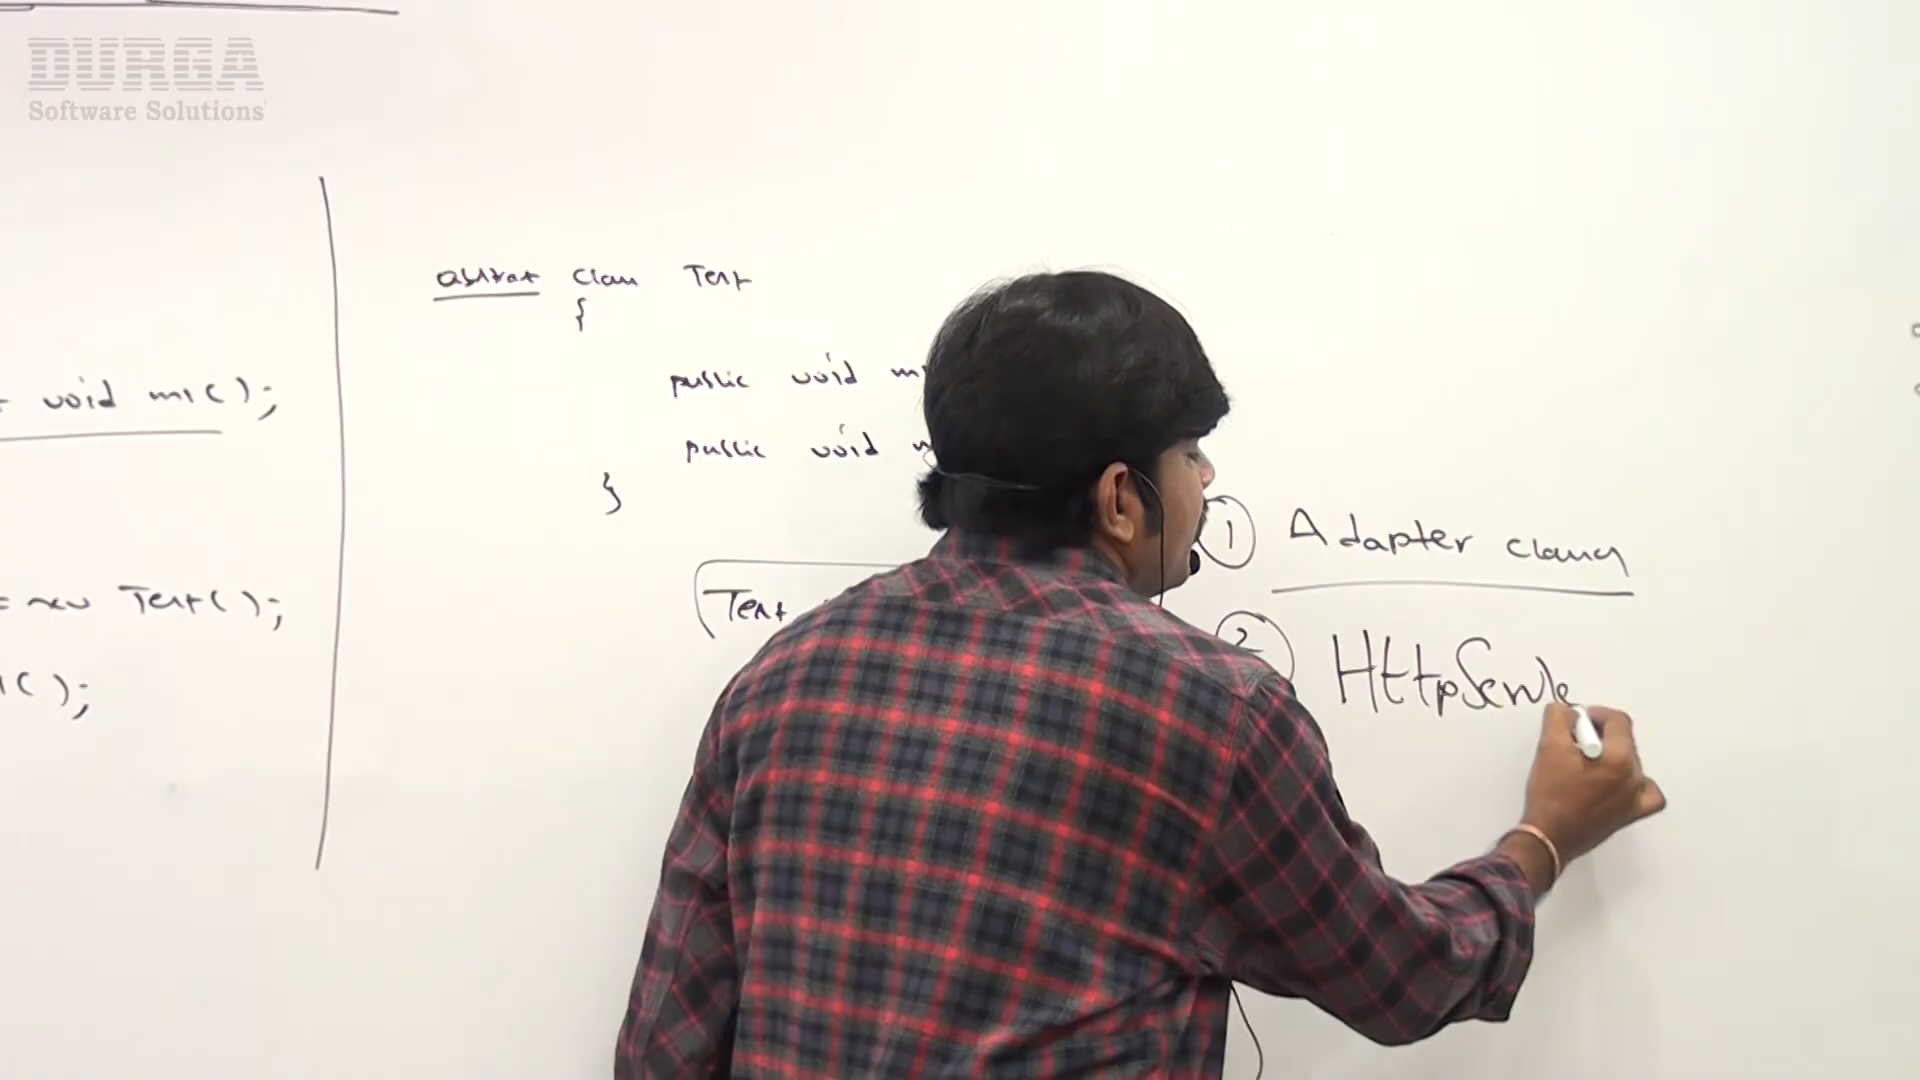 DURGA
Software Solutions
void m1();
= new Test();
();
abstract class Test
{
public void m
public void
}
Test
① Adapter class
② HttpServle